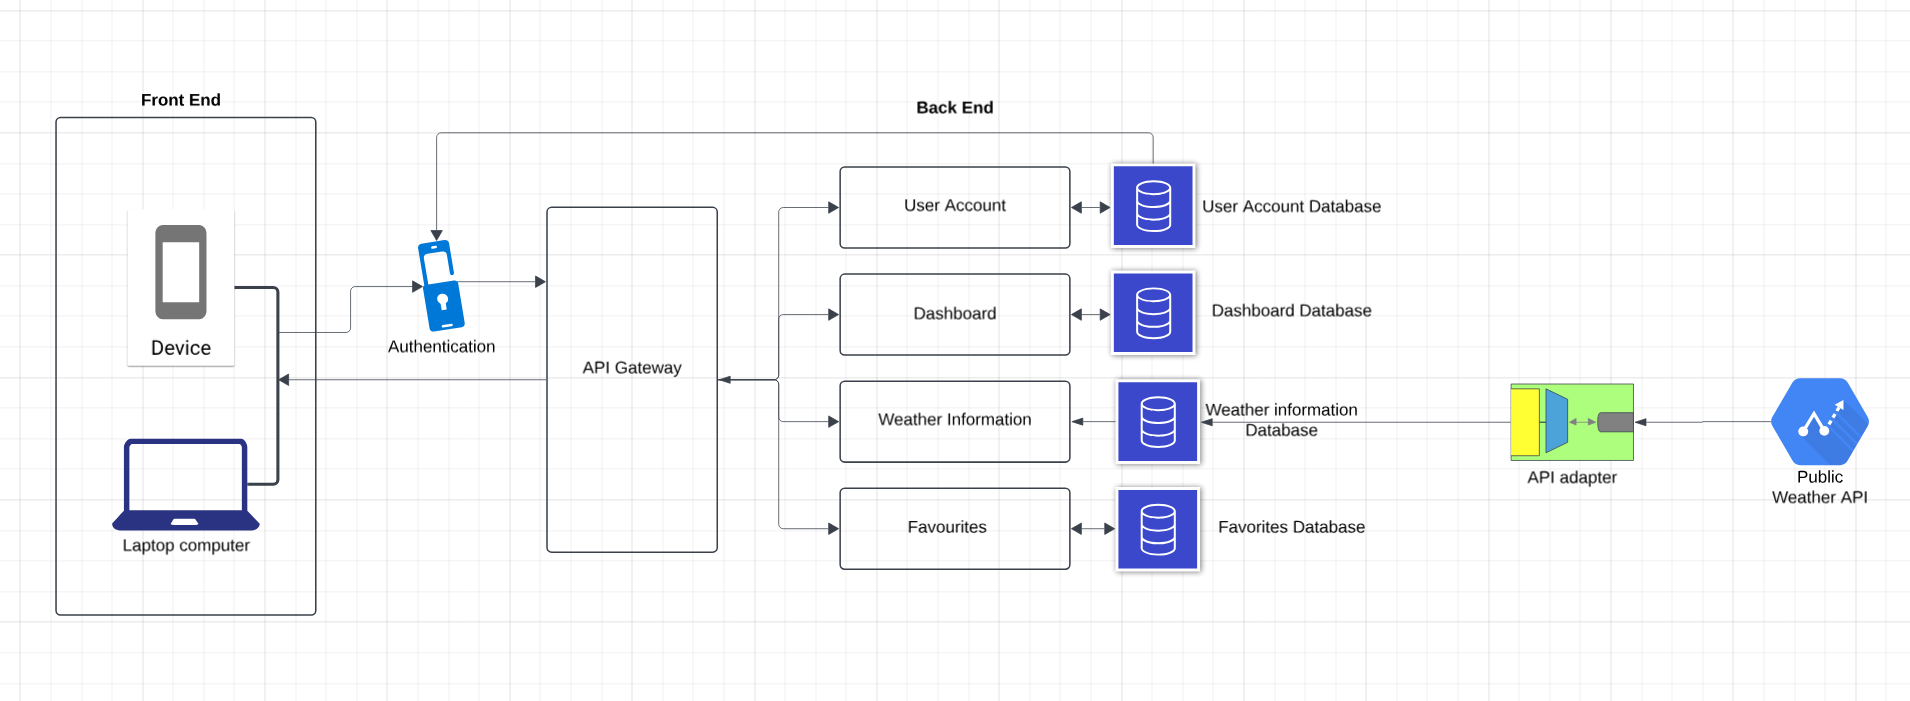 Front End
Back End
Device
Laptop computer
Authentication
API Gateway
User Account
User Account Database
Dashboard
Dashboard Database
Weather Information
Weather information
Database
Favourites
Favorites Database
API adapter
Public
Weather API